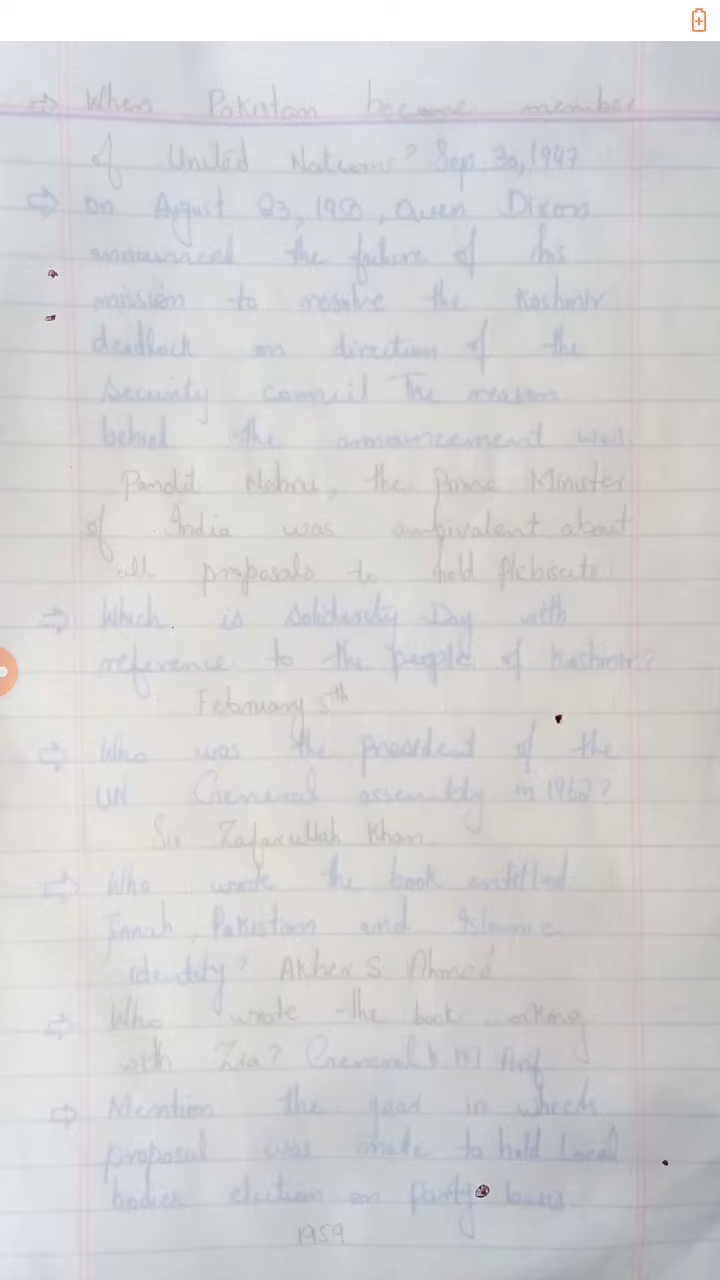 ⇨ When Pakistan became member
of United Nations? Sep. 30, 1947
⇨ On August 23, 1950, Owen Dixons
announced the failure of his
mission to resolve the Kashmir
deadlock on direction of the
security council The reason
behind the announcement was
Pandit Nehru, the Prime Minister
of India was ambivalent about
all proposals to hold plebiscite
⇨ Which is solidarity Day with
reference to the people of Kashmir?
February 5th
⇨ Who was the president of the
UN General assembly in 1962?
Sir Zafarullah Khan
⇨ Who wrote the book entitled
Jinnah, Pakistan and Islamic
identity? Akber S Ahmed
⇨ Who wrote the book working
with Zia? General K. M Arif
⇨ Mention the year in which
proposal was made to hold Local
bodies election on party bases.
1959